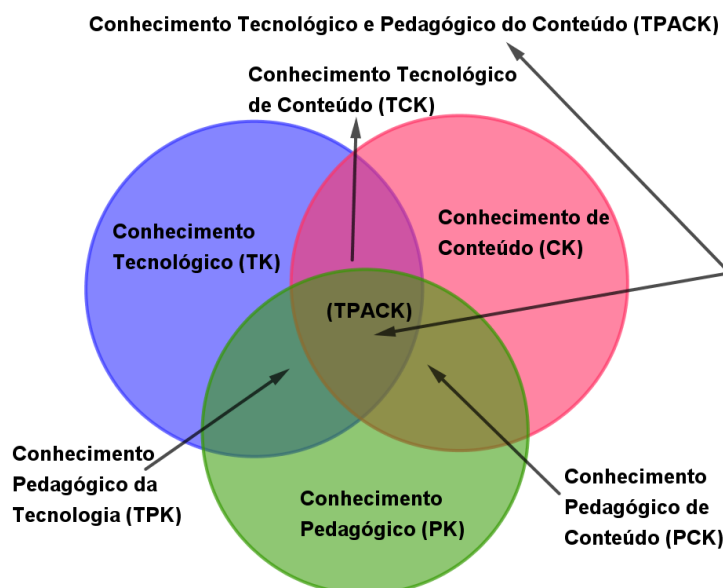 Conhecimento Tecnológico e Pedagógico do Conteúdo (TPACK)
Conhecimento Tecnológico
de Conteúdo (TCK)
Conhecimento
Tecnológico (TK)
Conhecimento de
Conteúdo (CK)
(TPACK)
Conhecimento
Pedagógico da
Tecnologia (TPK)
Conhecimento
Pedagógico (PK)
Conhecimento
Pedagógico de
Conteúdo (PCK)